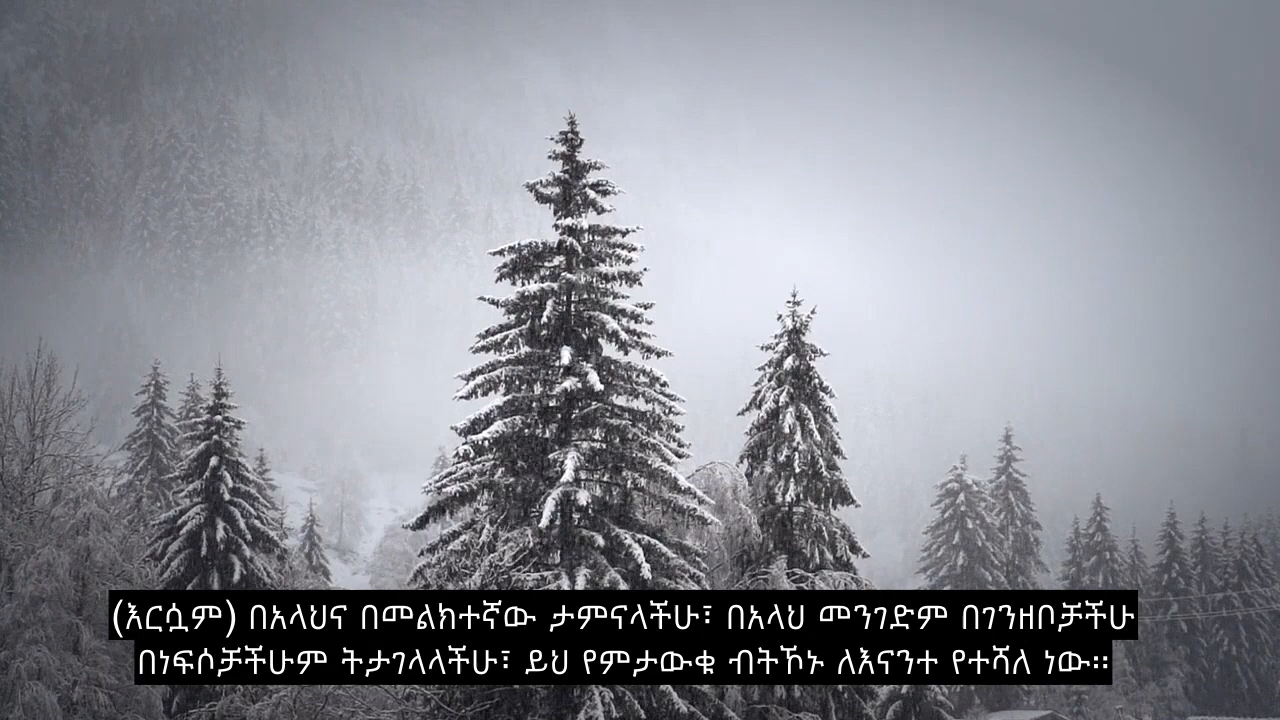 (እርሷም) በአላህና በመልክተኛው ታምናላችሁ፣ በአላህ መንገድም በገንዘቦቻችሁ
በነፍሶቻችሁም ትታገላላችሁ፣ ይህ የምታውቁ ብትኾኑ ለእናንተ የተሻለ ነው፡፡